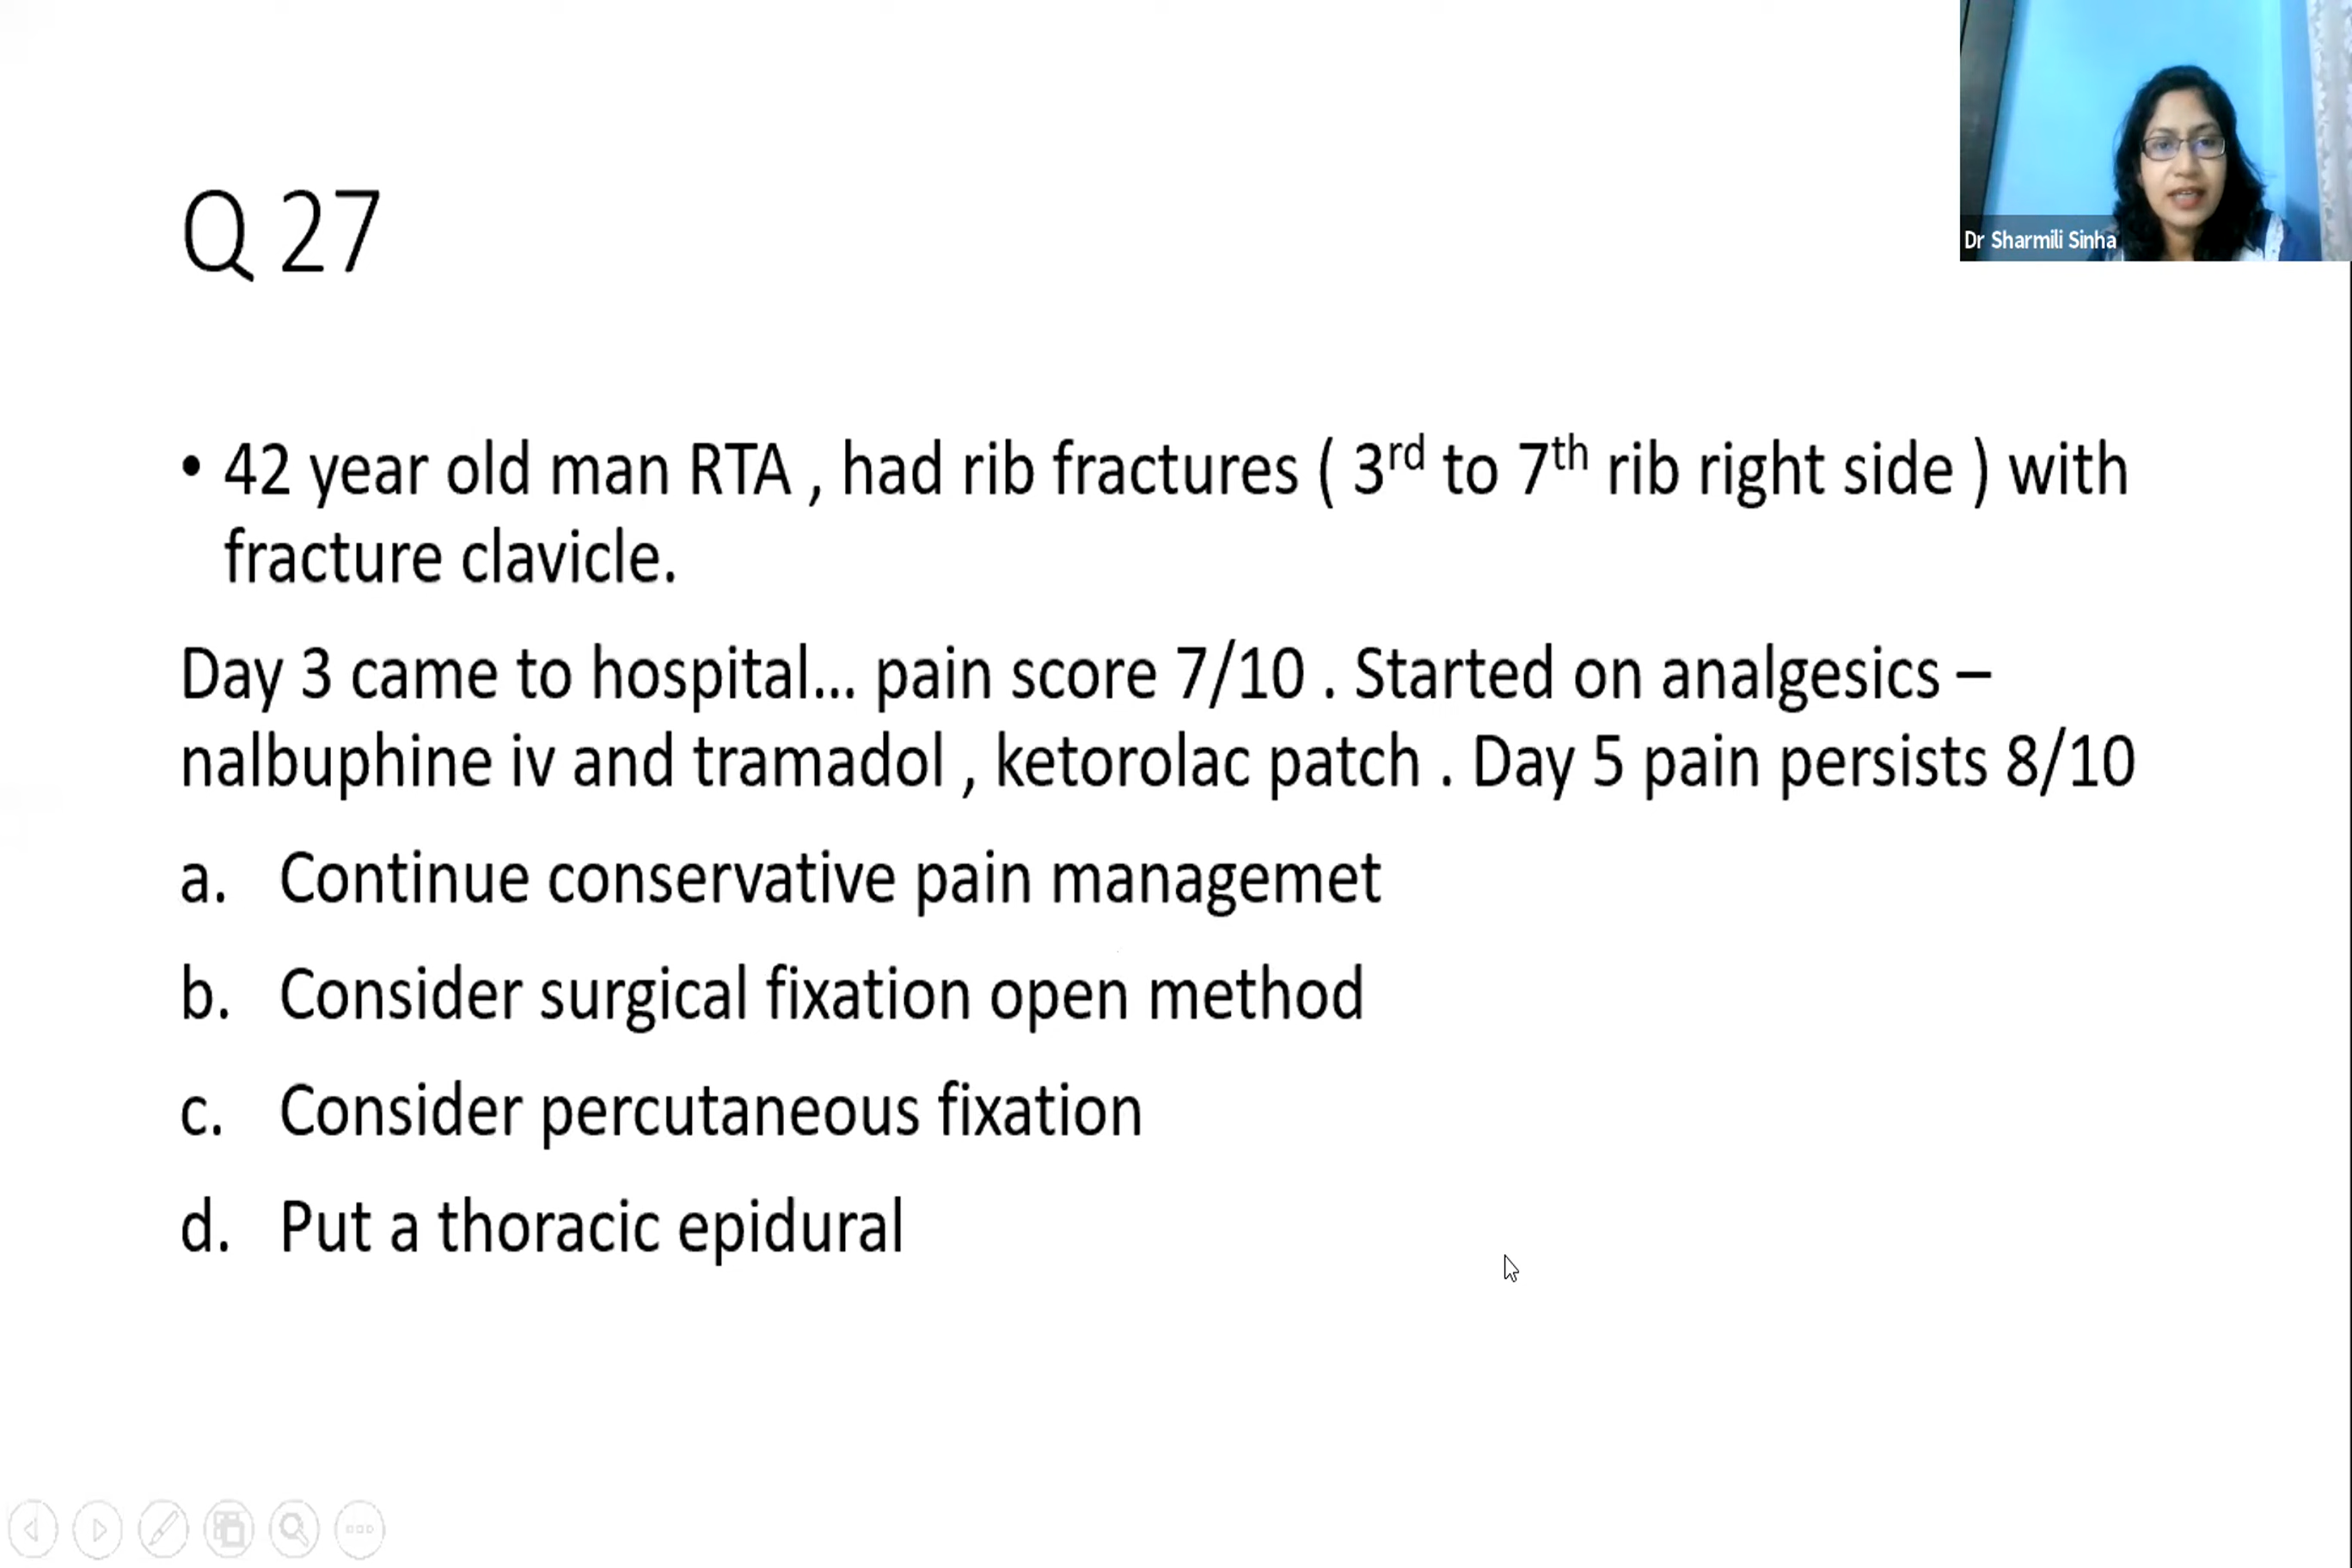 Dr Sharmili Sinha
Q 27
• 42 year old man RTA , had rib fractures ( 3rd to 7th rib right side ) with
fracture clavicle.
Day 3 came to hospital... pain score 7/10 . Started on analgesics –
nalbuphine iv and tramadol , ketorolac patch . Day 5 pain persists 8/10
a. Continue conservative pain managemet
b. Consider surgical fixation open method
c. Consider percutaneous fixation
d. Put a thoracic epidural